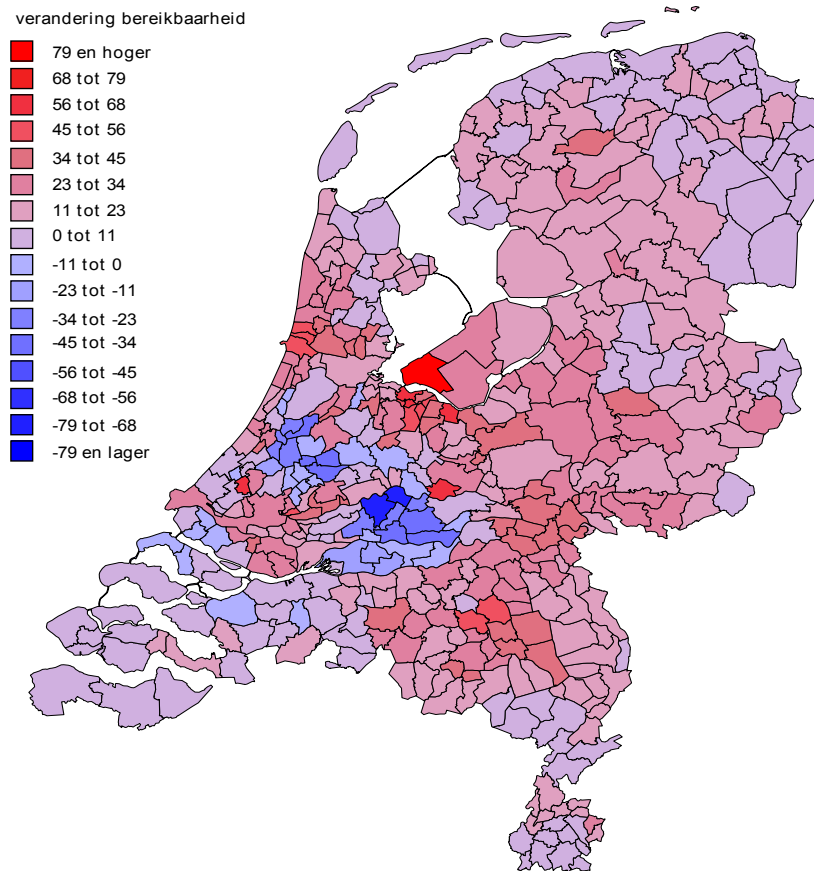 verandering bereikbaarheid
79 en hoger
68 tot 79
56 tot 68
45 tot 56
34 tot 45
23 tot 34
11 tot 23
0 tot 11
-11 tot 0
-23 tot -11
-34 tot -23
-45 tot -34
-56 tot -45
-68 tot -56
-79 tot -68
-79 en lager